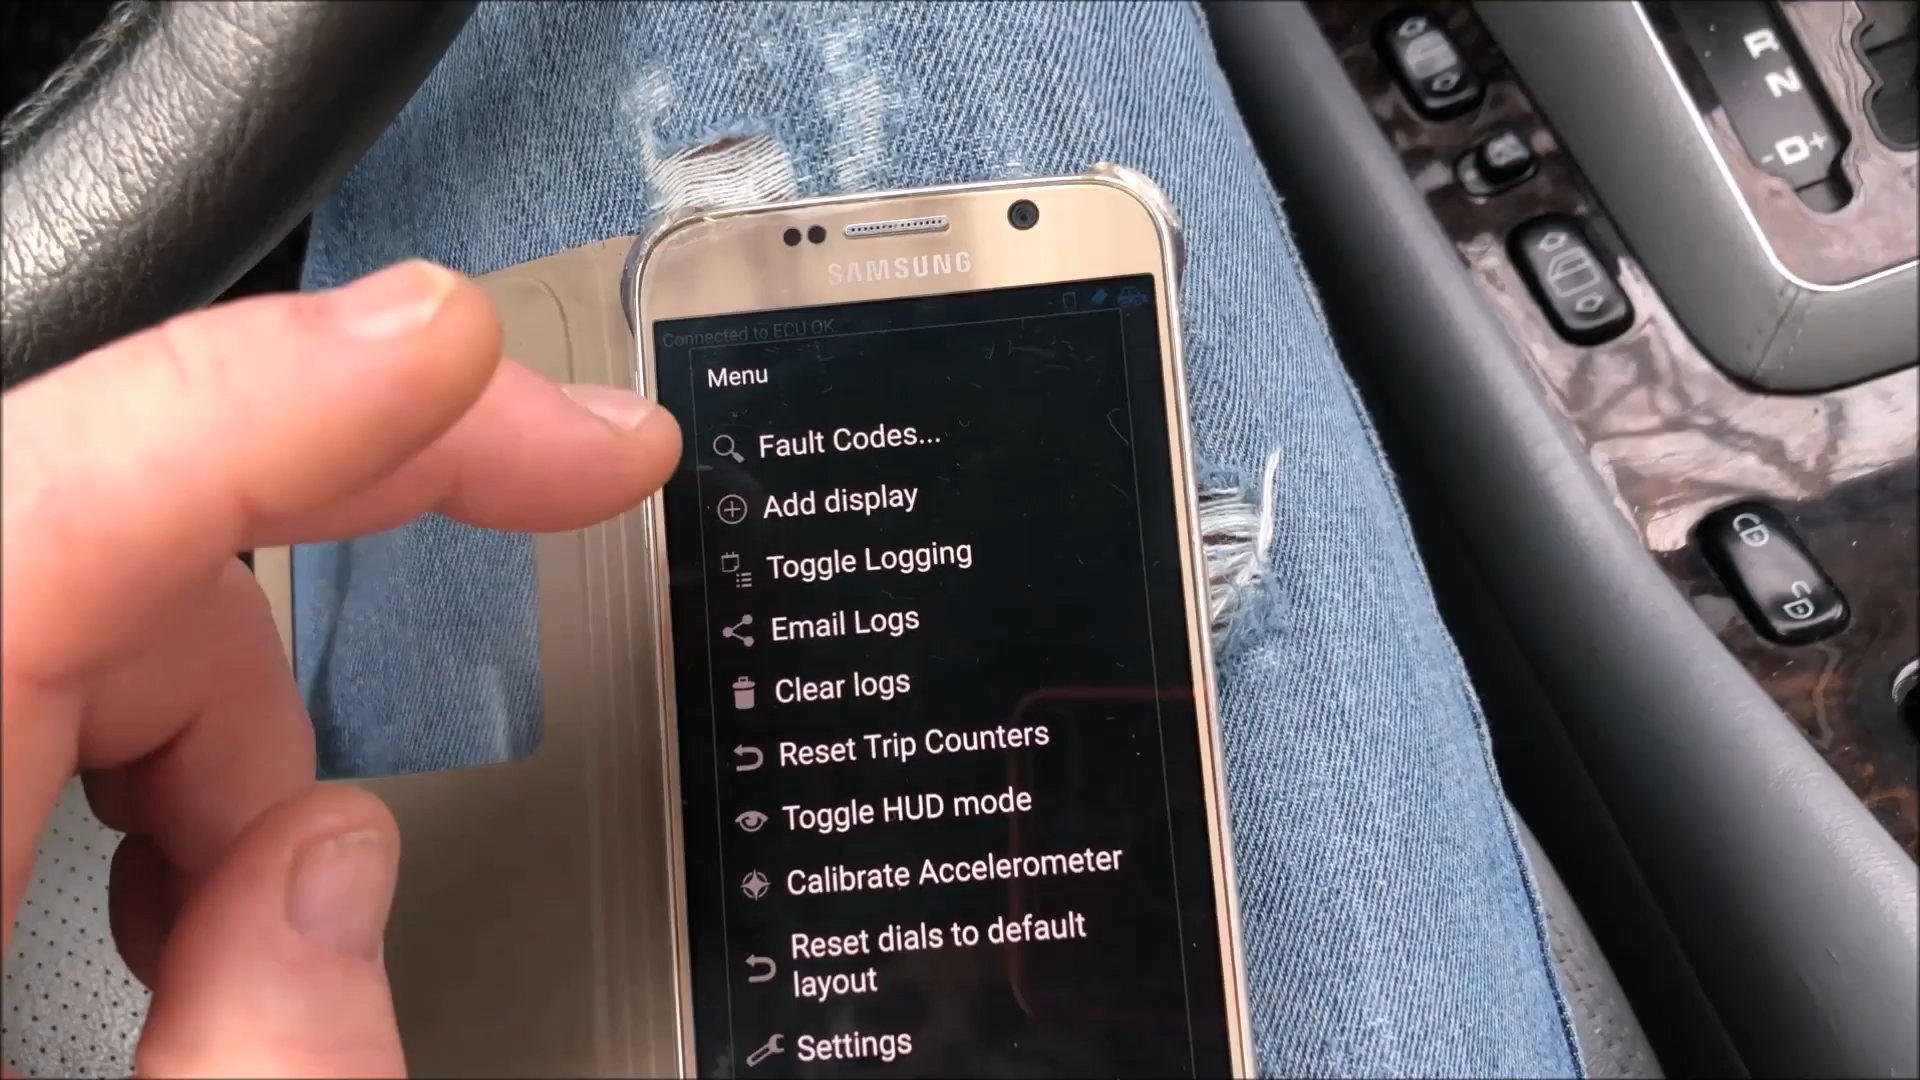 R
N
-D+
SAMSUNG
Connected to ECU OK
Menu
Fault Codes...
Add display
Toggle Logging
Email Logs
Clear logs
Reset Trip Counters
Toggle HUD mode
Calibrate Accelerometer
Reset dials to default
layout
Settings